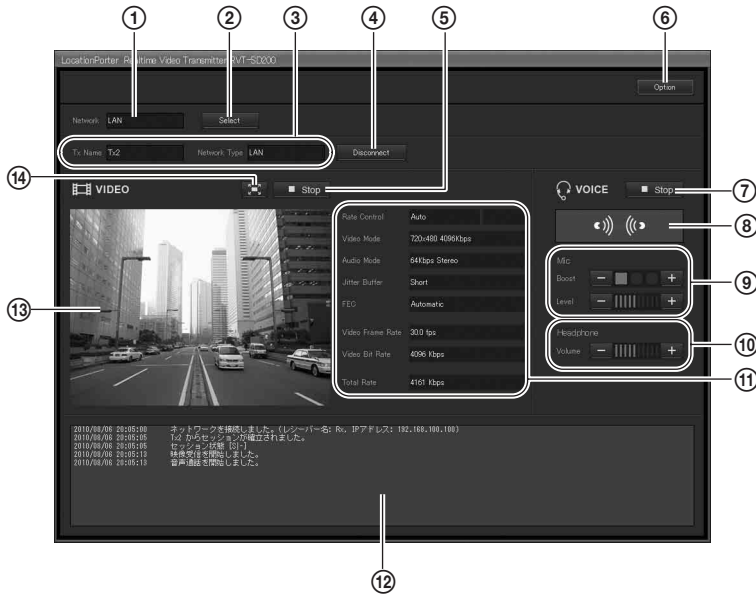 ① ② ③ ④ ⑤ ⑥
LocationPorter Realtime Video Transmitter RVT-SD200
Option
Network LAN Select
Tx Name Tx2 Network Type LAN Disconnect
⑭
VIDEO Stop VOICE Stop ⑦
⑧
Rate Control Auto
Video Mode 720x480 4096Kbps
Audio Mode 64Kbps Stereo
Jitter Buffer Short
FEC Automatic
Video Frame Rate 30.0 fps
Video Bit Rate 4096 Kbps
Total Rate 4161 Kbps
Mic
Boost − +
Level − +
⑨
Headphone
Volume − +
⑩
⑪
⑬
2010/08/06 20:05:00 ネットワークを接続しました。(レシーバー名: Rx, IPアドレス: 192.168.100.100)
2010/08/06 20:05:05 Tx2 からセッションが確立されました。
2010/08/06 20:05:05 セッション状態 [S|-]
2010/08/06 20:05:13 映像受信を開始しました。
2010/08/06 20:05:13 音声通話を開始しました。
⑫